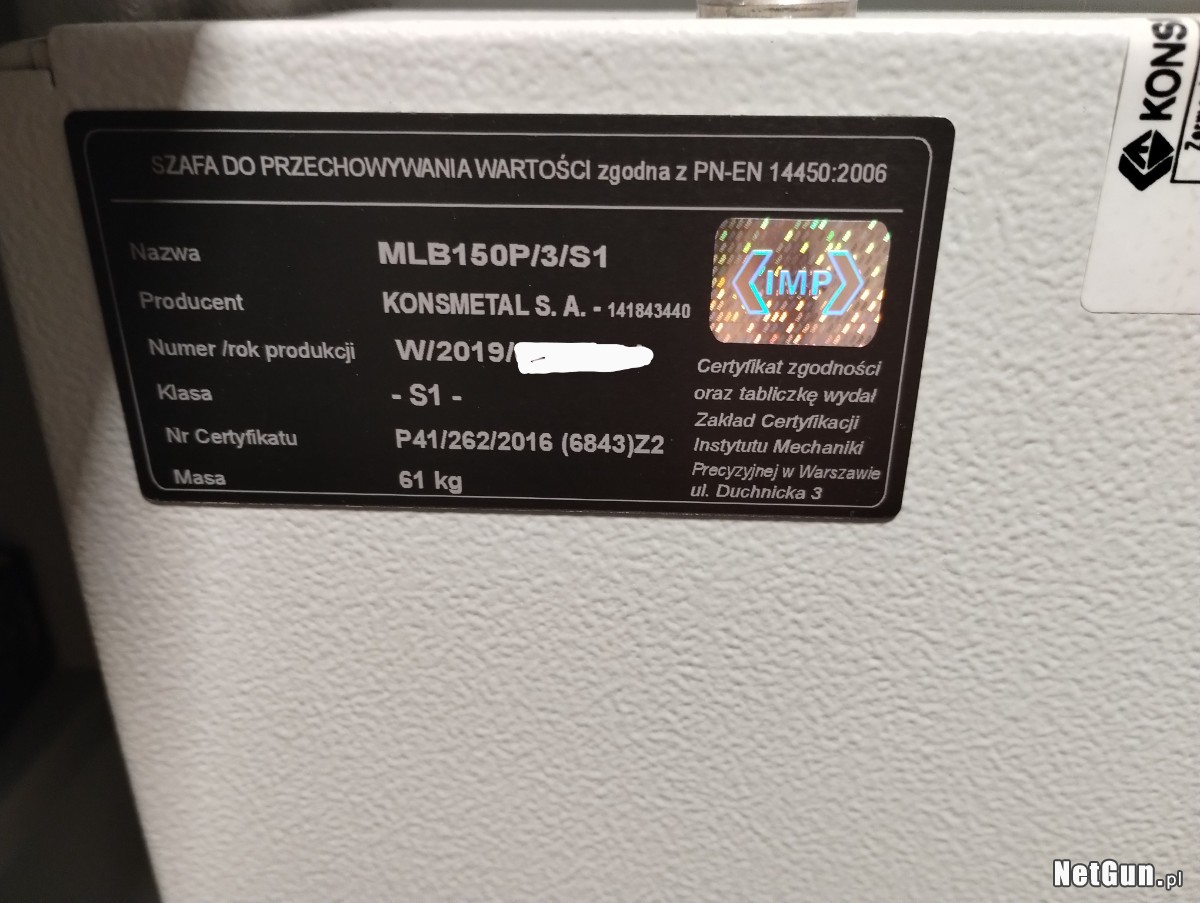 SZAFA DO PRZECHOWYWANIA WARTOŚCI zgodna z PN-EN 14450:2006
Nazwa MLB150P/3/S1
Producent KONSMETAL S. A. - 141843440
Numer /rok produkcji W/2019/
Klasa - S1 -
Nr Certyfikatu P41/262/2016 (6843)Z2
Masa 61 kg
IMP
Certyfikat zgodności
oraz tabliczkę wydał
Zakład Certyfikacji
Instytutu Mechaniki
Precyzyjnej w Warszawie
ul. Duchnicka 3
KONS
NetGun.pl